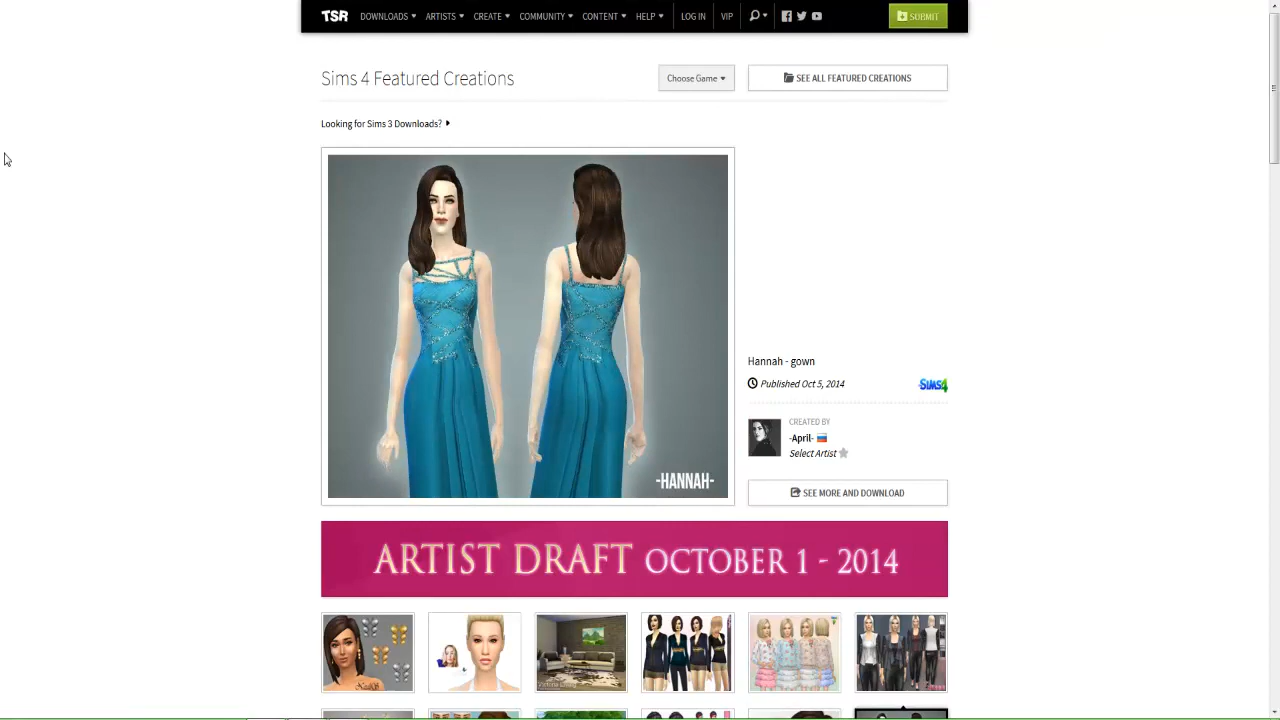 TSR DOWNLOADS ARTISTS CREATE COMMUNITY CONTENT HELP LOG IN VIP SUBMIT
Sims 4 Featured Creations
Choose Game
SEE ALL FEATURED CREATIONS
Looking for Sims 3 Downloads?
-HANNAH-
Hannah - gown
Published Oct 5, 2014
SIMS4
CREATED BY
-April-
Select Artist
SEE MORE AND DOWNLOAD
ARTIST DRAFT OCTOBER 1 - 2014